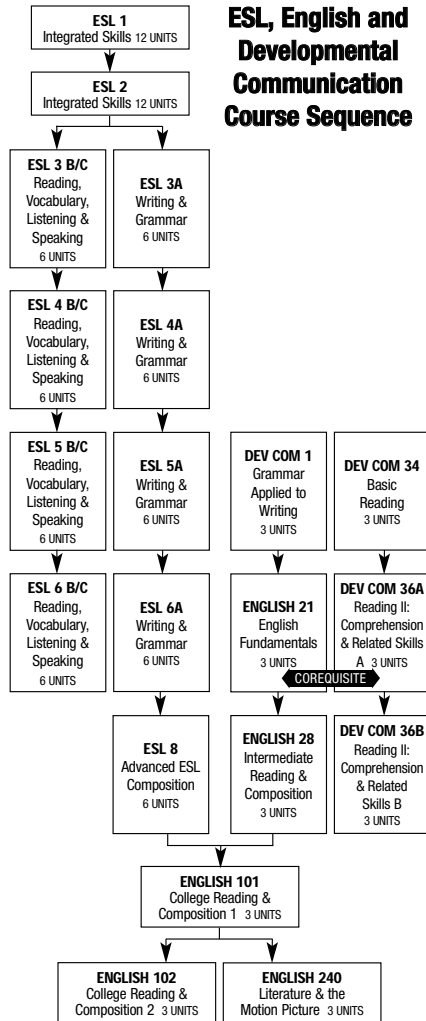 ESL, English and
Developmental
Communication
Course Sequence
ESL 1
Integrated Skills 12 UNITS
ESL 2
Integrated Skills 12 UNITS
ESL 3 B/C
Reading,
Vocabulary,
Listening &
Speaking
6 UNITS
ESL 3A
Writing &
Grammar
6 UNITS
ESL 4 B/C
Reading,
Vocabulary,
Listening &
Speaking
6 UNITS
ESL 4A
Writing &
Grammar
6 UNITS
ESL 5 B/C
Reading,
Vocabulary,
Listening &
Speaking
6 UNITS
ESL 5A
Writing &
Grammar
6 UNITS
DEV COM 1
Grammar
Applied to
Writing
3 UNITS
DEV COM 34
Basic
Reading
3 UNITS
ESL 6 B/C
Reading,
Vocabulary,
Listening &
Speaking
6 UNITS
ESL 6A
Writing &
Grammar
6 UNITS
ENGLISH 21
English
Fundamentals
3 UNITS
DEV COM 36A
Reading II:
Comprehension
& Related Skills
A 3 UNITS
COREQUISITE
ESL 8
Advanced ESL
Composition
6 UNITS
ENGLISH 28
Intermediate
Reading &
Composition
3 UNITS
DEV COM 36B
Reading II:
Comprehension
& Related
Skills B
3 UNITS
ENGLISH 101
College Reading &
Composition 1 3 UNITS
ENGLISH 102
College Reading &
Composition 2 3 UNITS
ENGLISH 240
Literature & the
Motion Picture 3 UNITS